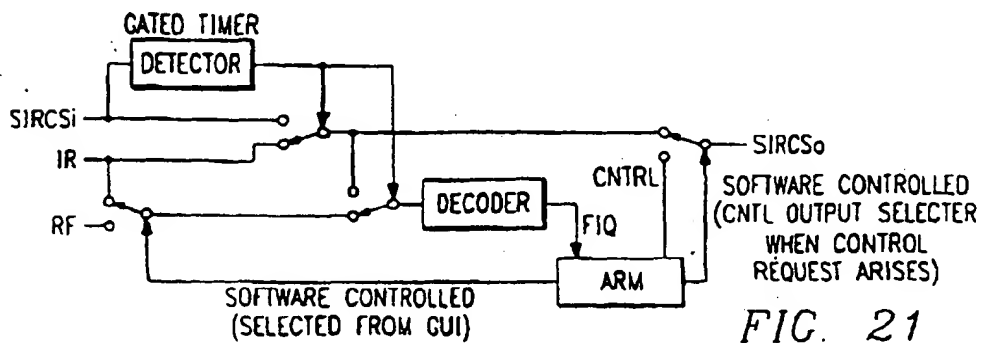 GATED TIMER
DETECTOR
SIRCSi
IR
RF
CNTRL
DECODER
FIQ
ARM
SIRCSo
SOFTWARE CONTROLLED
(CNTL OUTPUT SELECTER
WHEN CONTROL
REQUEST ARISES)
SOFTWARE CONTROLLED
(SELECTED FROM GUI)
FIG. 21